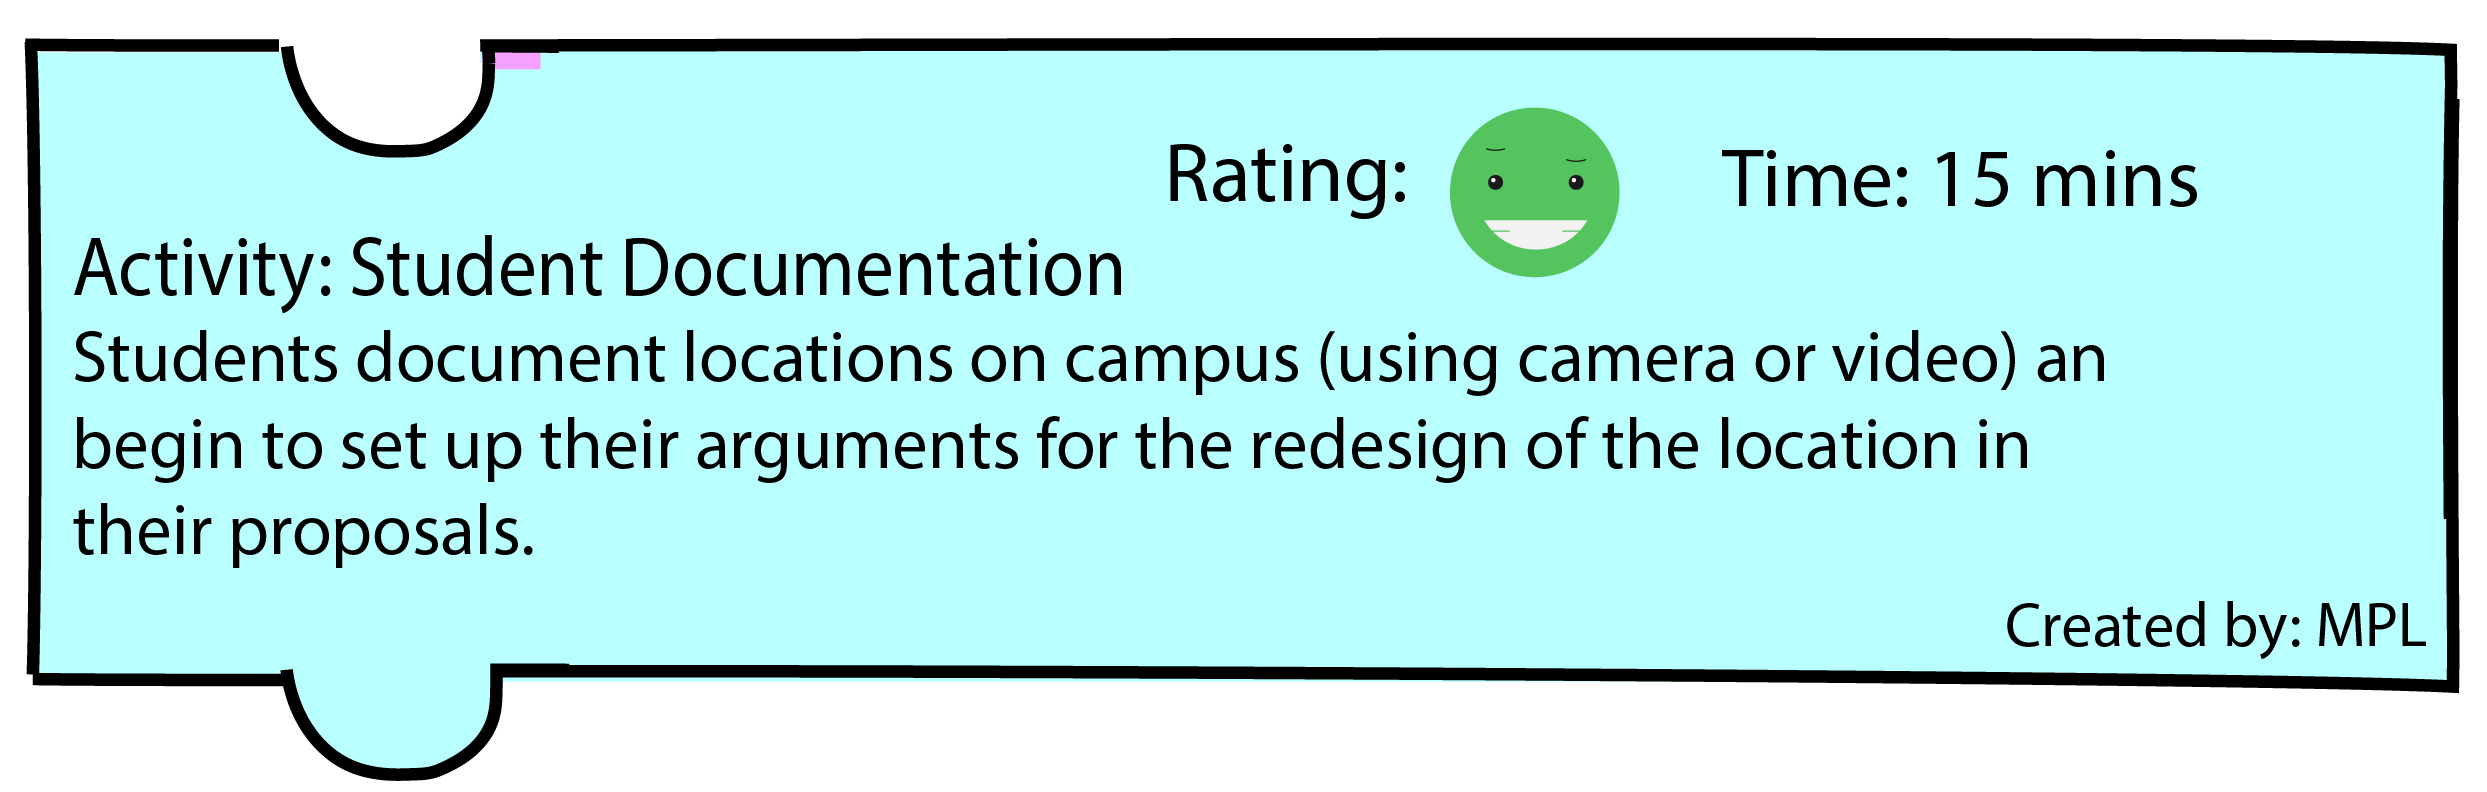 Rating: Time: 15 mins
Activity: Student Documentation
Students document locations on campus (using camera or video) an
begin to set up their arguments for the redesign of the location in
their proposals.
Created by: MPL